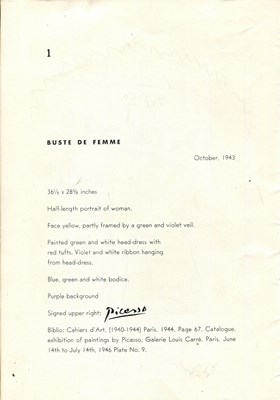 1
BUSTE DE FEMME
October, 1943
36½ x 28⅝ inches
Half-length portrait of woman.
Face yellow, partly framed by a green and violet veil.
Painted green and white head-dress with
red tufts. Violet and white ribbon hanging
from head-dress.
Blue, green and white bodice.
Purple background
Signed upper right: Picasso
Biblio: Cahiers d'Art, (1940-1944) Paris, 1944, Page 67, Catalogue,
exhibition of paintings by Picasso, Galerie Louis Carré, Paris, June
14th to July 14th, 1946 Plate No. 9.